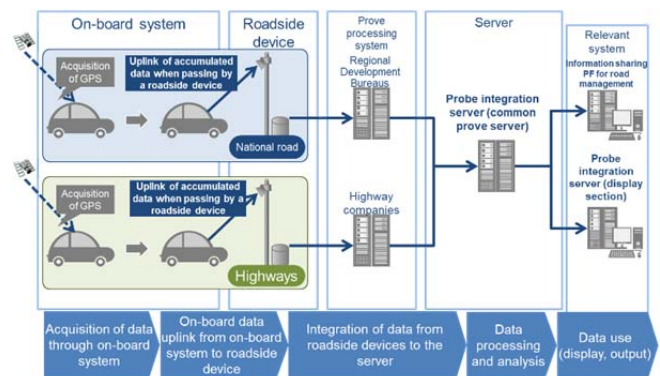 On-board system
Roadside
device
Prove
processing
system
Regional
Development
Bureaus
Server
Relevant
system
Information sharing
PF for road
management
Acquisition
of GPS
Uplink of accumulated
data when passing by
a roadside device
National road
Probe integration
server (common
prove server)
Probe
integration
server (display
section)
Acquisition
of GPS
Uplink of accumulated
data when passing by a
roadside device
Highways
Highway
companies
Acquisition of data
through on-board
system
On-board data
uplink from on-board
system to roadside
device
Integration of data from
roadside devices to the
server
Data
processing
and analysis
Data use
(display, output)